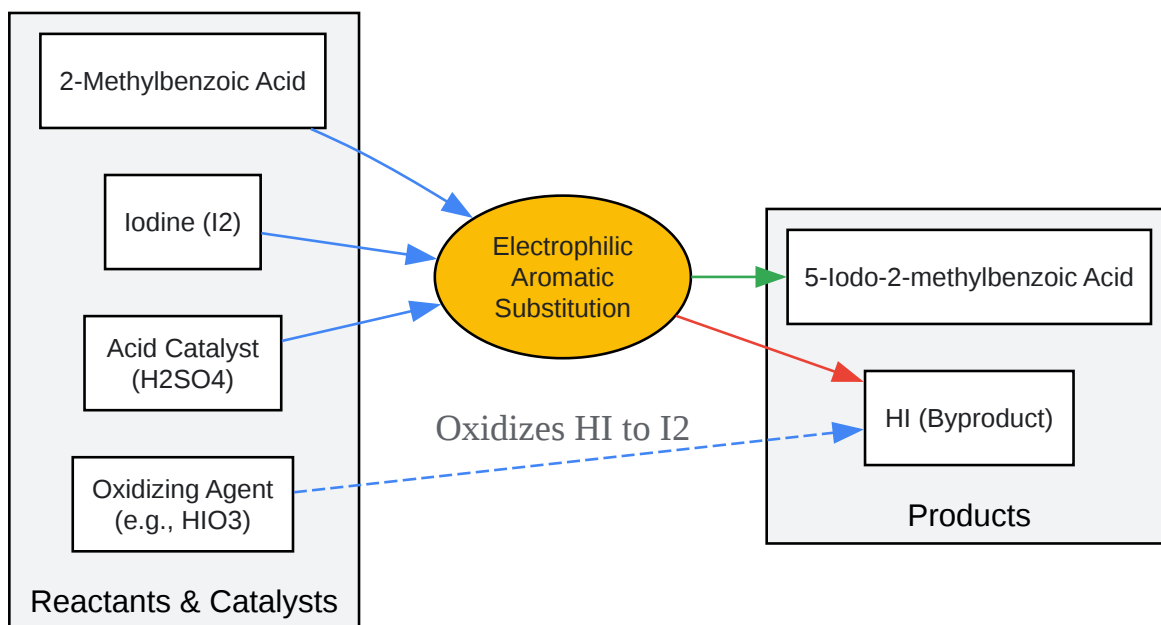 2-Methylbenzoic Acid
Iodine (I2)
Acid Catalyst
(H2SO4)
Oxidizing Agent
(e.g., HIO3)
Reactants & Catalysts
Electrophilic
Aromatic
Substitution
Oxidizes HI to I2
5-Iodo-2-methylbenzoic Acid
HI (Byproduct)
Products